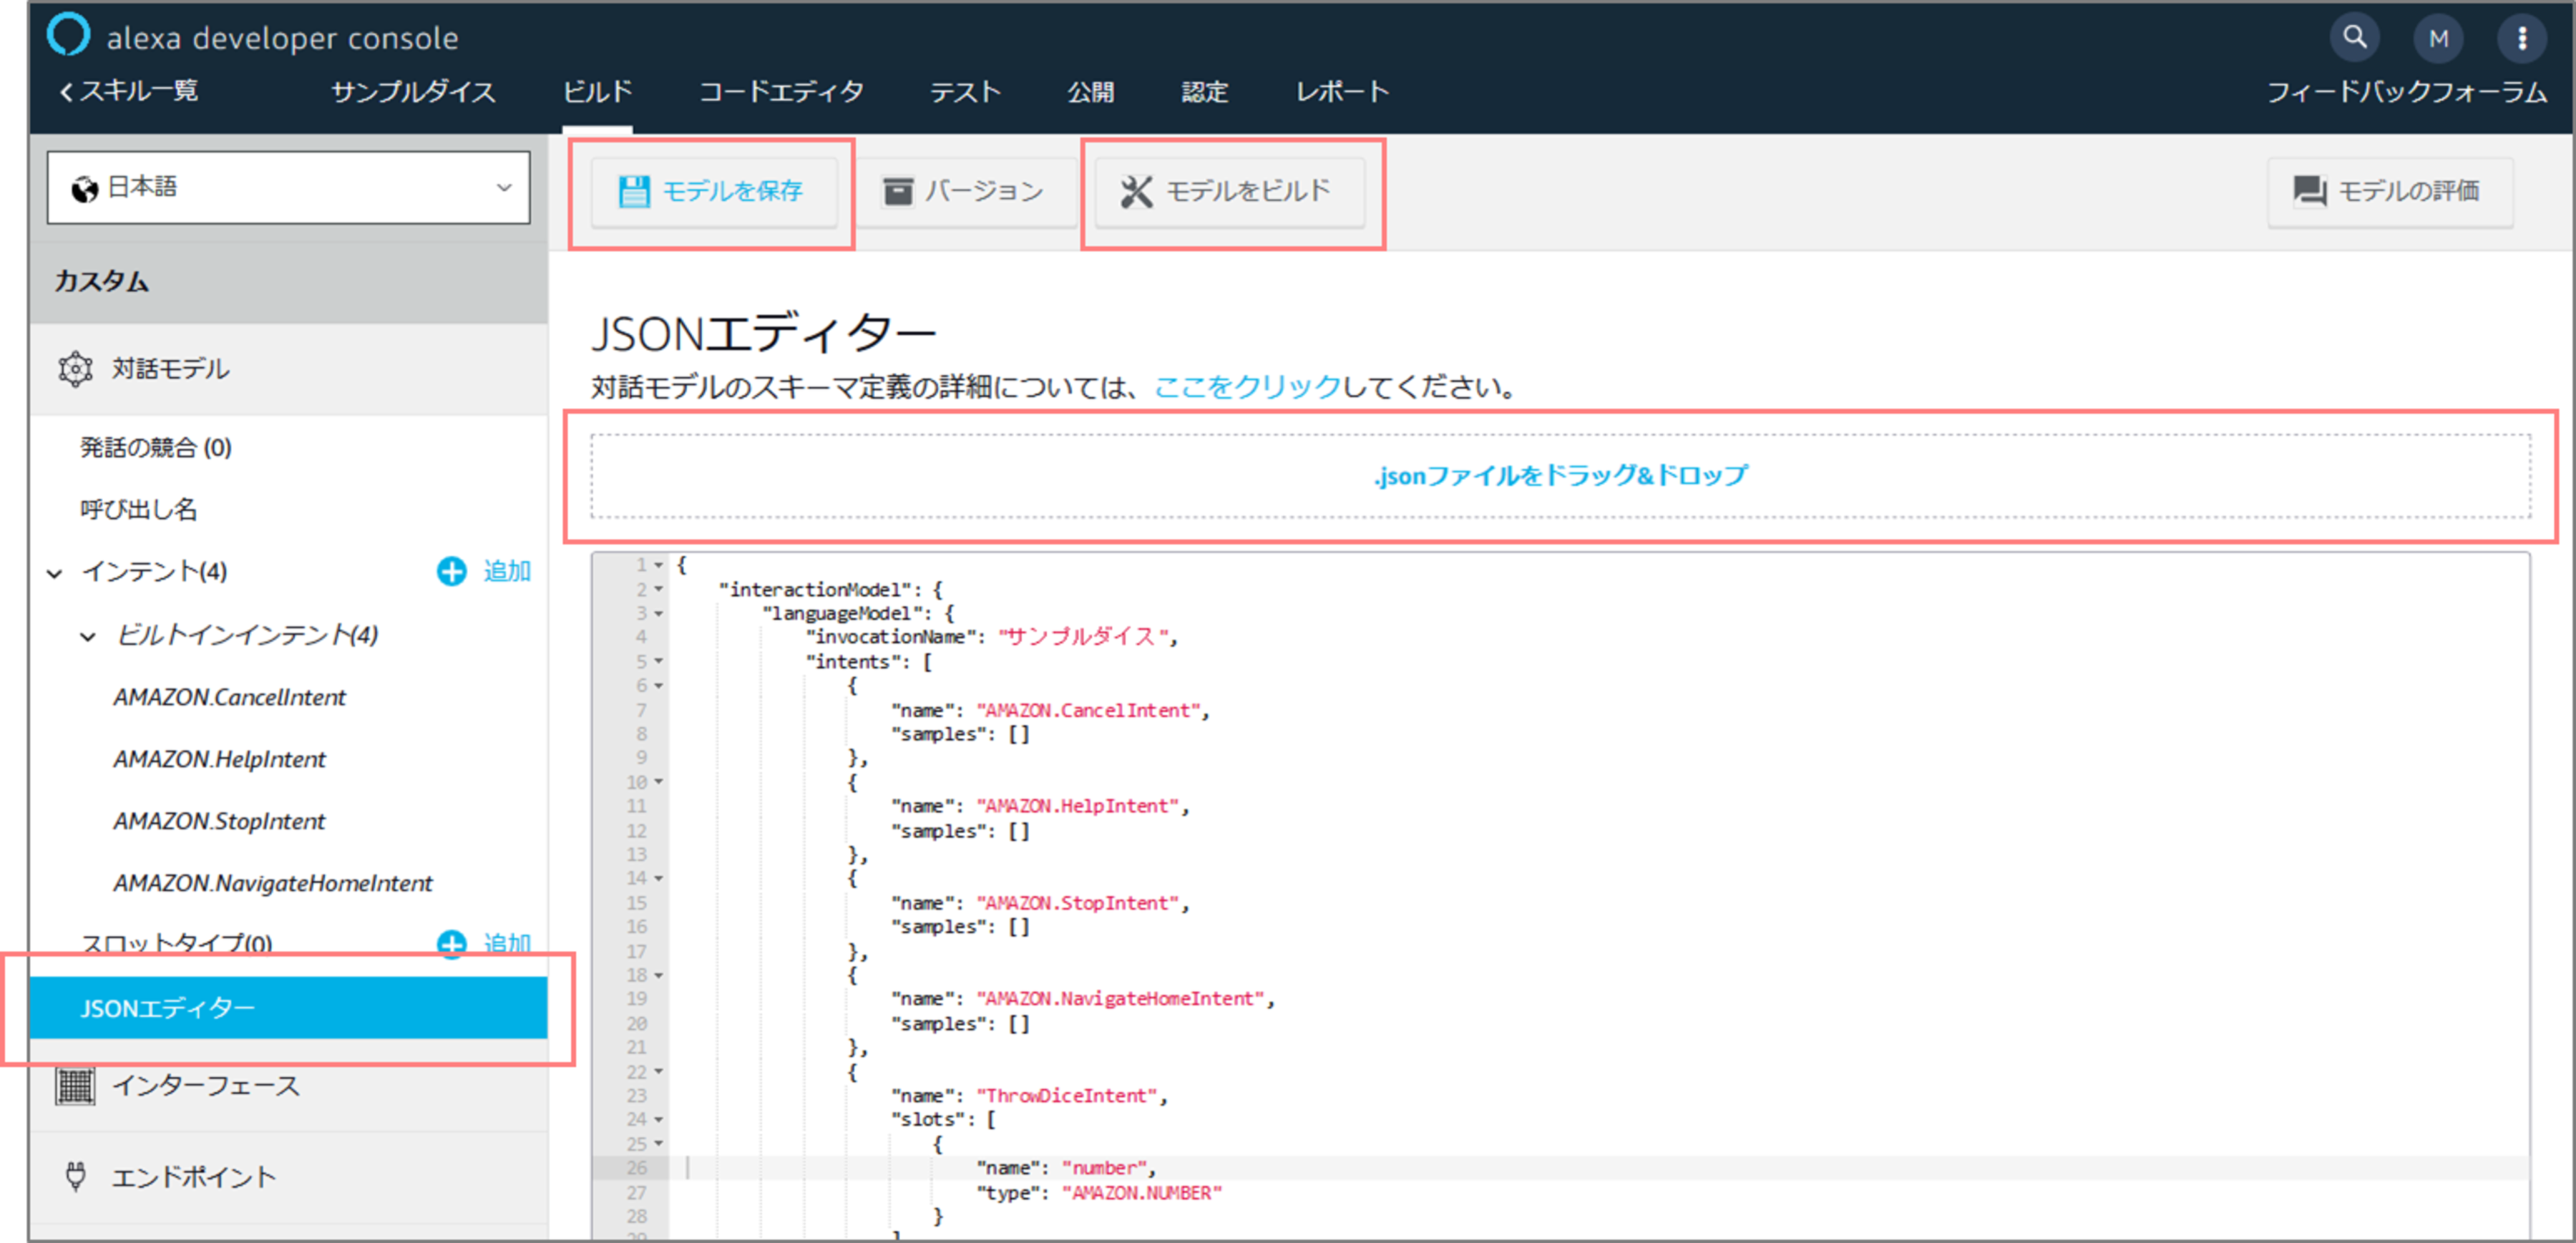 alexa developer console
M
スキル一覧
サンプルダイス
ビルド
コードエディタ
テスト
公開
認定
レポート
フィードバックフォーラム
日本語
モデルを保存
バージョン
モデルをビルド
モデルの評価
カスタム
対話モデル
発話の競合 (0)
呼び出し名
インテント(4)
追加
ビルトインインテント(4)
AMAZON.CancelIntent
AMAZON.HelpIntent
AMAZON.StopIntent
AMAZON.NavigateHomeIntent
スロットタイプ(0)
追加
JSONエディター
インターフェース
エンドポイント
JSONエディター
対話モデルのスキーマ定義の詳細については、ここをクリックしてください。
.jsonファイルをドラッグ&ドロップ
1 {
2 "interactionModel": {
3 "languageModel": {
4 "invocationName": "サンプルダイス",
5 "intents": [
6 {
7 "name": "AMAZON.CancelIntent",
8 "samples": []
9 },
10 {
11 "name": "AMAZON.HelpIntent",
12 "samples": []
13 },
14 {
15 "name": "AMAZON.StopIntent",
16 "samples": []
17 },
18 {
19 "name": "AMAZON.NavigateHomeIntent",
20 "samples": []
21 },
22 {
23 "name": "ThrowDiceIntent",
24 "slots": [
25 {
26 "name": "number",
27 "type": "AMAZON.NUMBER"
28 }
29 ]